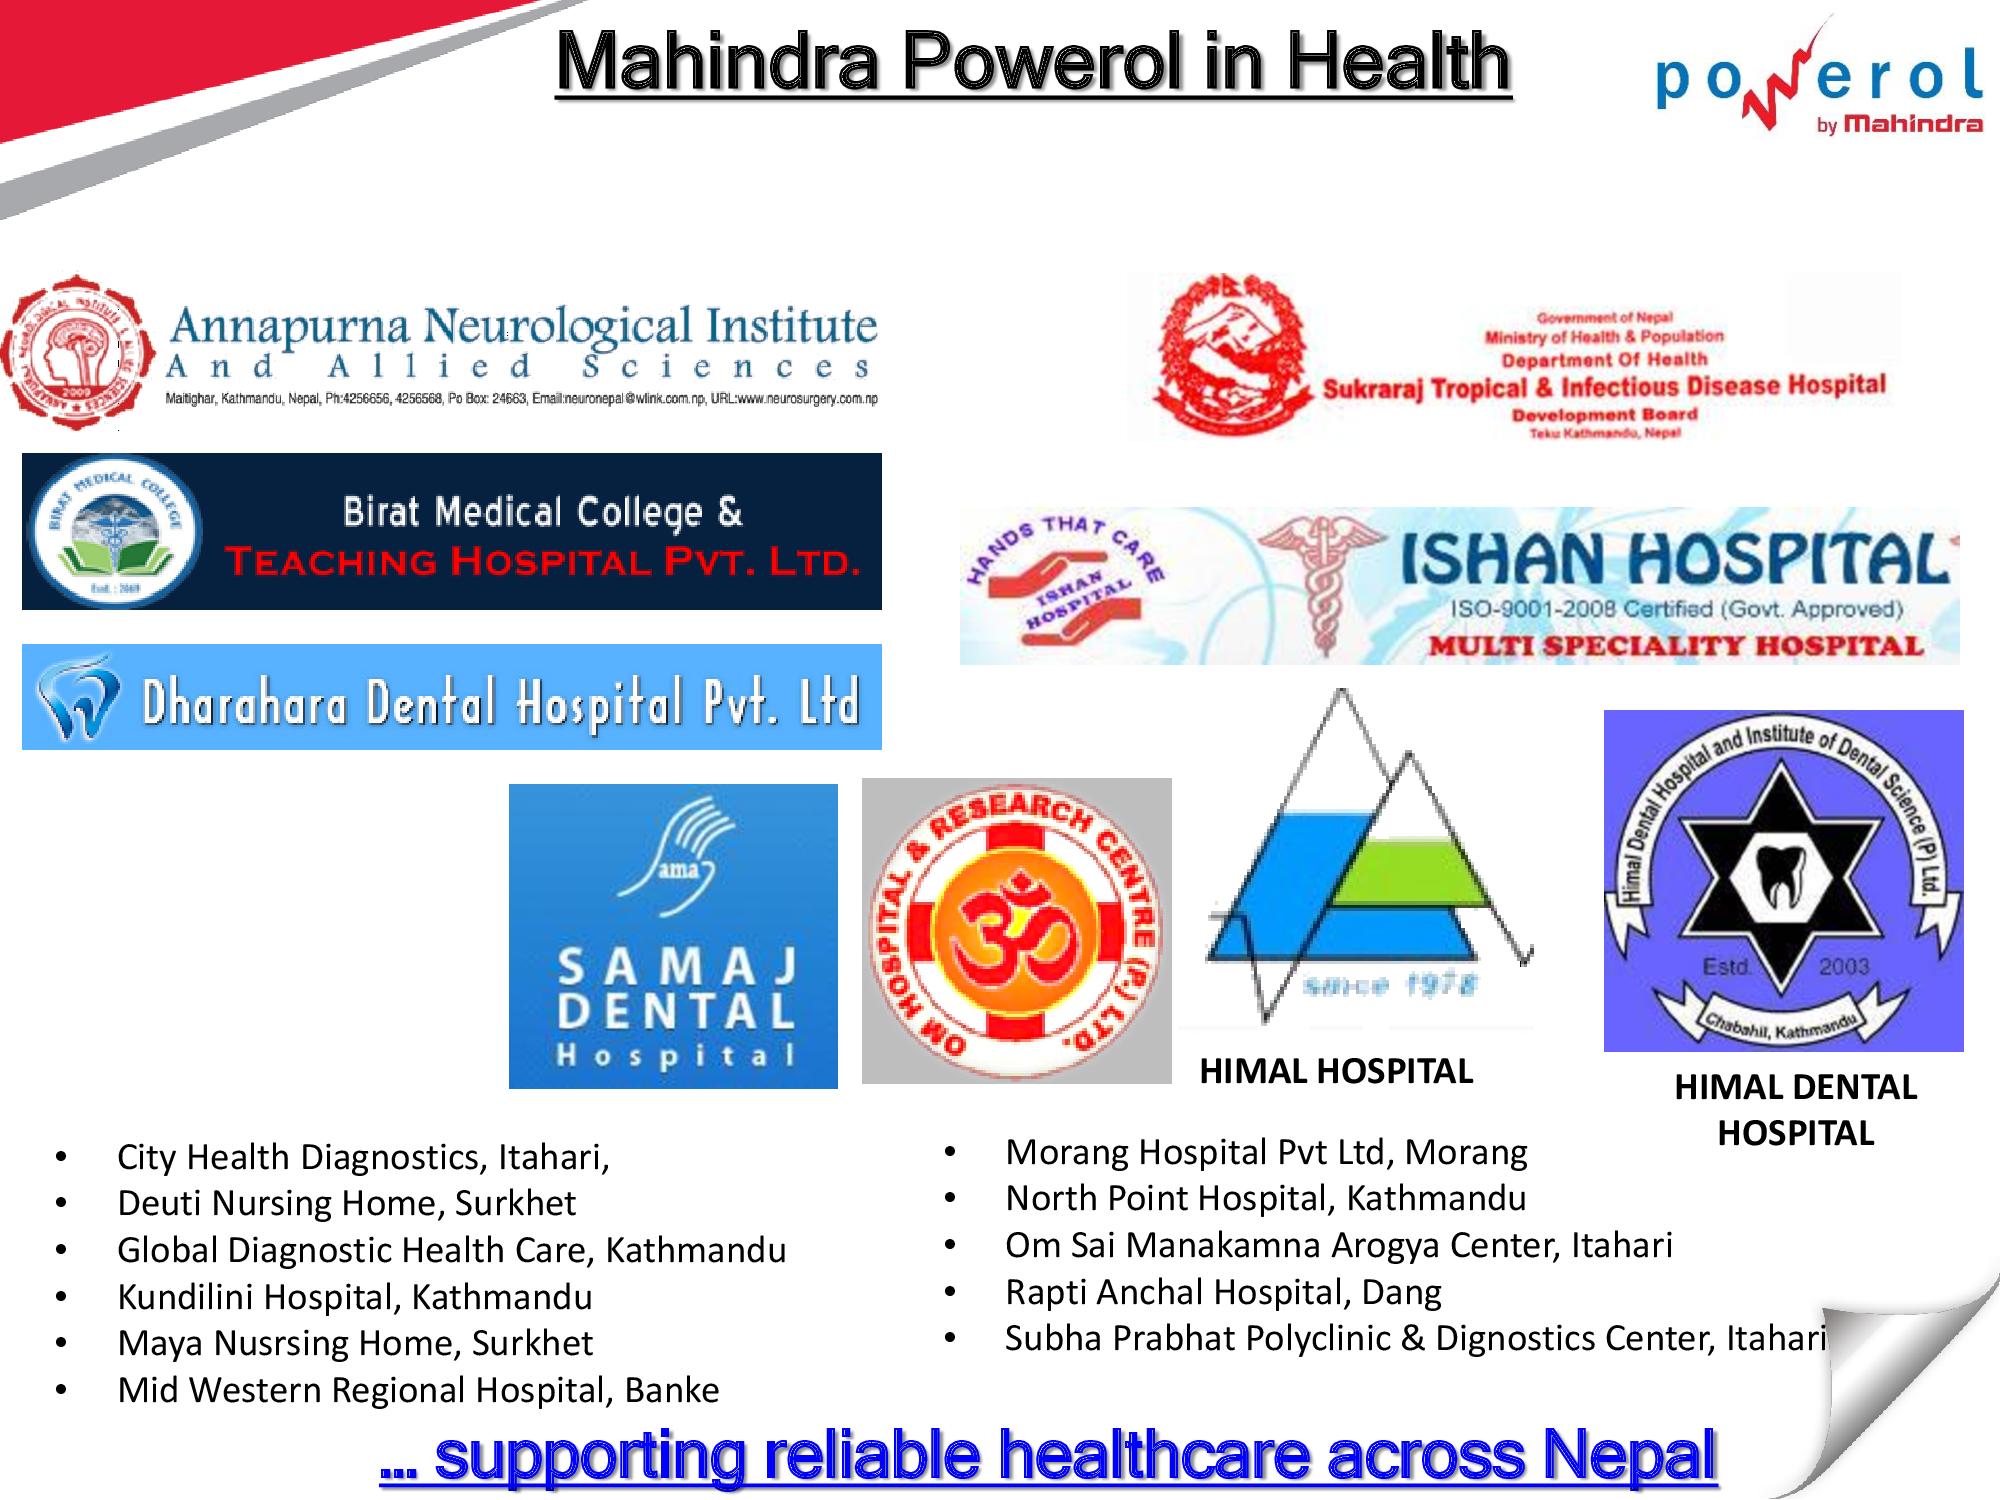 Mahindra Powerol in Health
powerol
by Mahindra
Annapurna Neurological Institute
And Allied Sciences
Maitighar, Kathmandu, Nepal, Ph:4256656, 4256568, Po Box: 24663, Email:neuronepal@wlink.com.np, URL:www.neurosurgery.com.np
2009
Government of Nepal
Ministry of Health & Population
Department Of Health
Sukraraj Tropical & Infectious Disease Hospital
Development Board
Teku Kathmandu, Nepal
BIRAT MEDICAL COLLEGE
Estd. : 2069
Birat Medical College &
TEACHING HOSPITAL PVT. LTD.
HANDS THAT CARE
ISHAN
HOSPITAL
ISHAN HOSPITAL
ISO-9001-2008 Certified (Govt. Approved)
MULTI SPECIALITY HOSPITAL
Dharahara Dental Hospital Pvt. Ltd
Samaj
SAMAJ
DENTAL
Hospital
OM HOSPITAL & RESEARCH CENTRE (P.) LTD.
ॐ
since 1978
HIMAL HOSPITAL
Himal Dental Hospital and Institute of Dental Science (P) Ltd.
Estd. 2003
Chabahil, Kathmandu
HIMAL DENTAL
HOSPITAL
• City Health Diagnostics, Itahari,
• Deuti Nursing Home, Surkhet
• Global Diagnostic Health Care, Kathmandu
• Kundilini Hospital, Kathmandu
• Maya Nusrsing Home, Surkhet
• Mid Western Regional Hospital, Banke
• Morang Hospital Pvt Ltd, Morang
• North Point Hospital, Kathmandu
• Om Sai Manakamna Arogya Center, Itahari
• Rapti Anchal Hospital, Dang
• Subha Prabhat Polyclinic & Dignostics Center, Itahari
... supporting reliable healthcare across Nepal